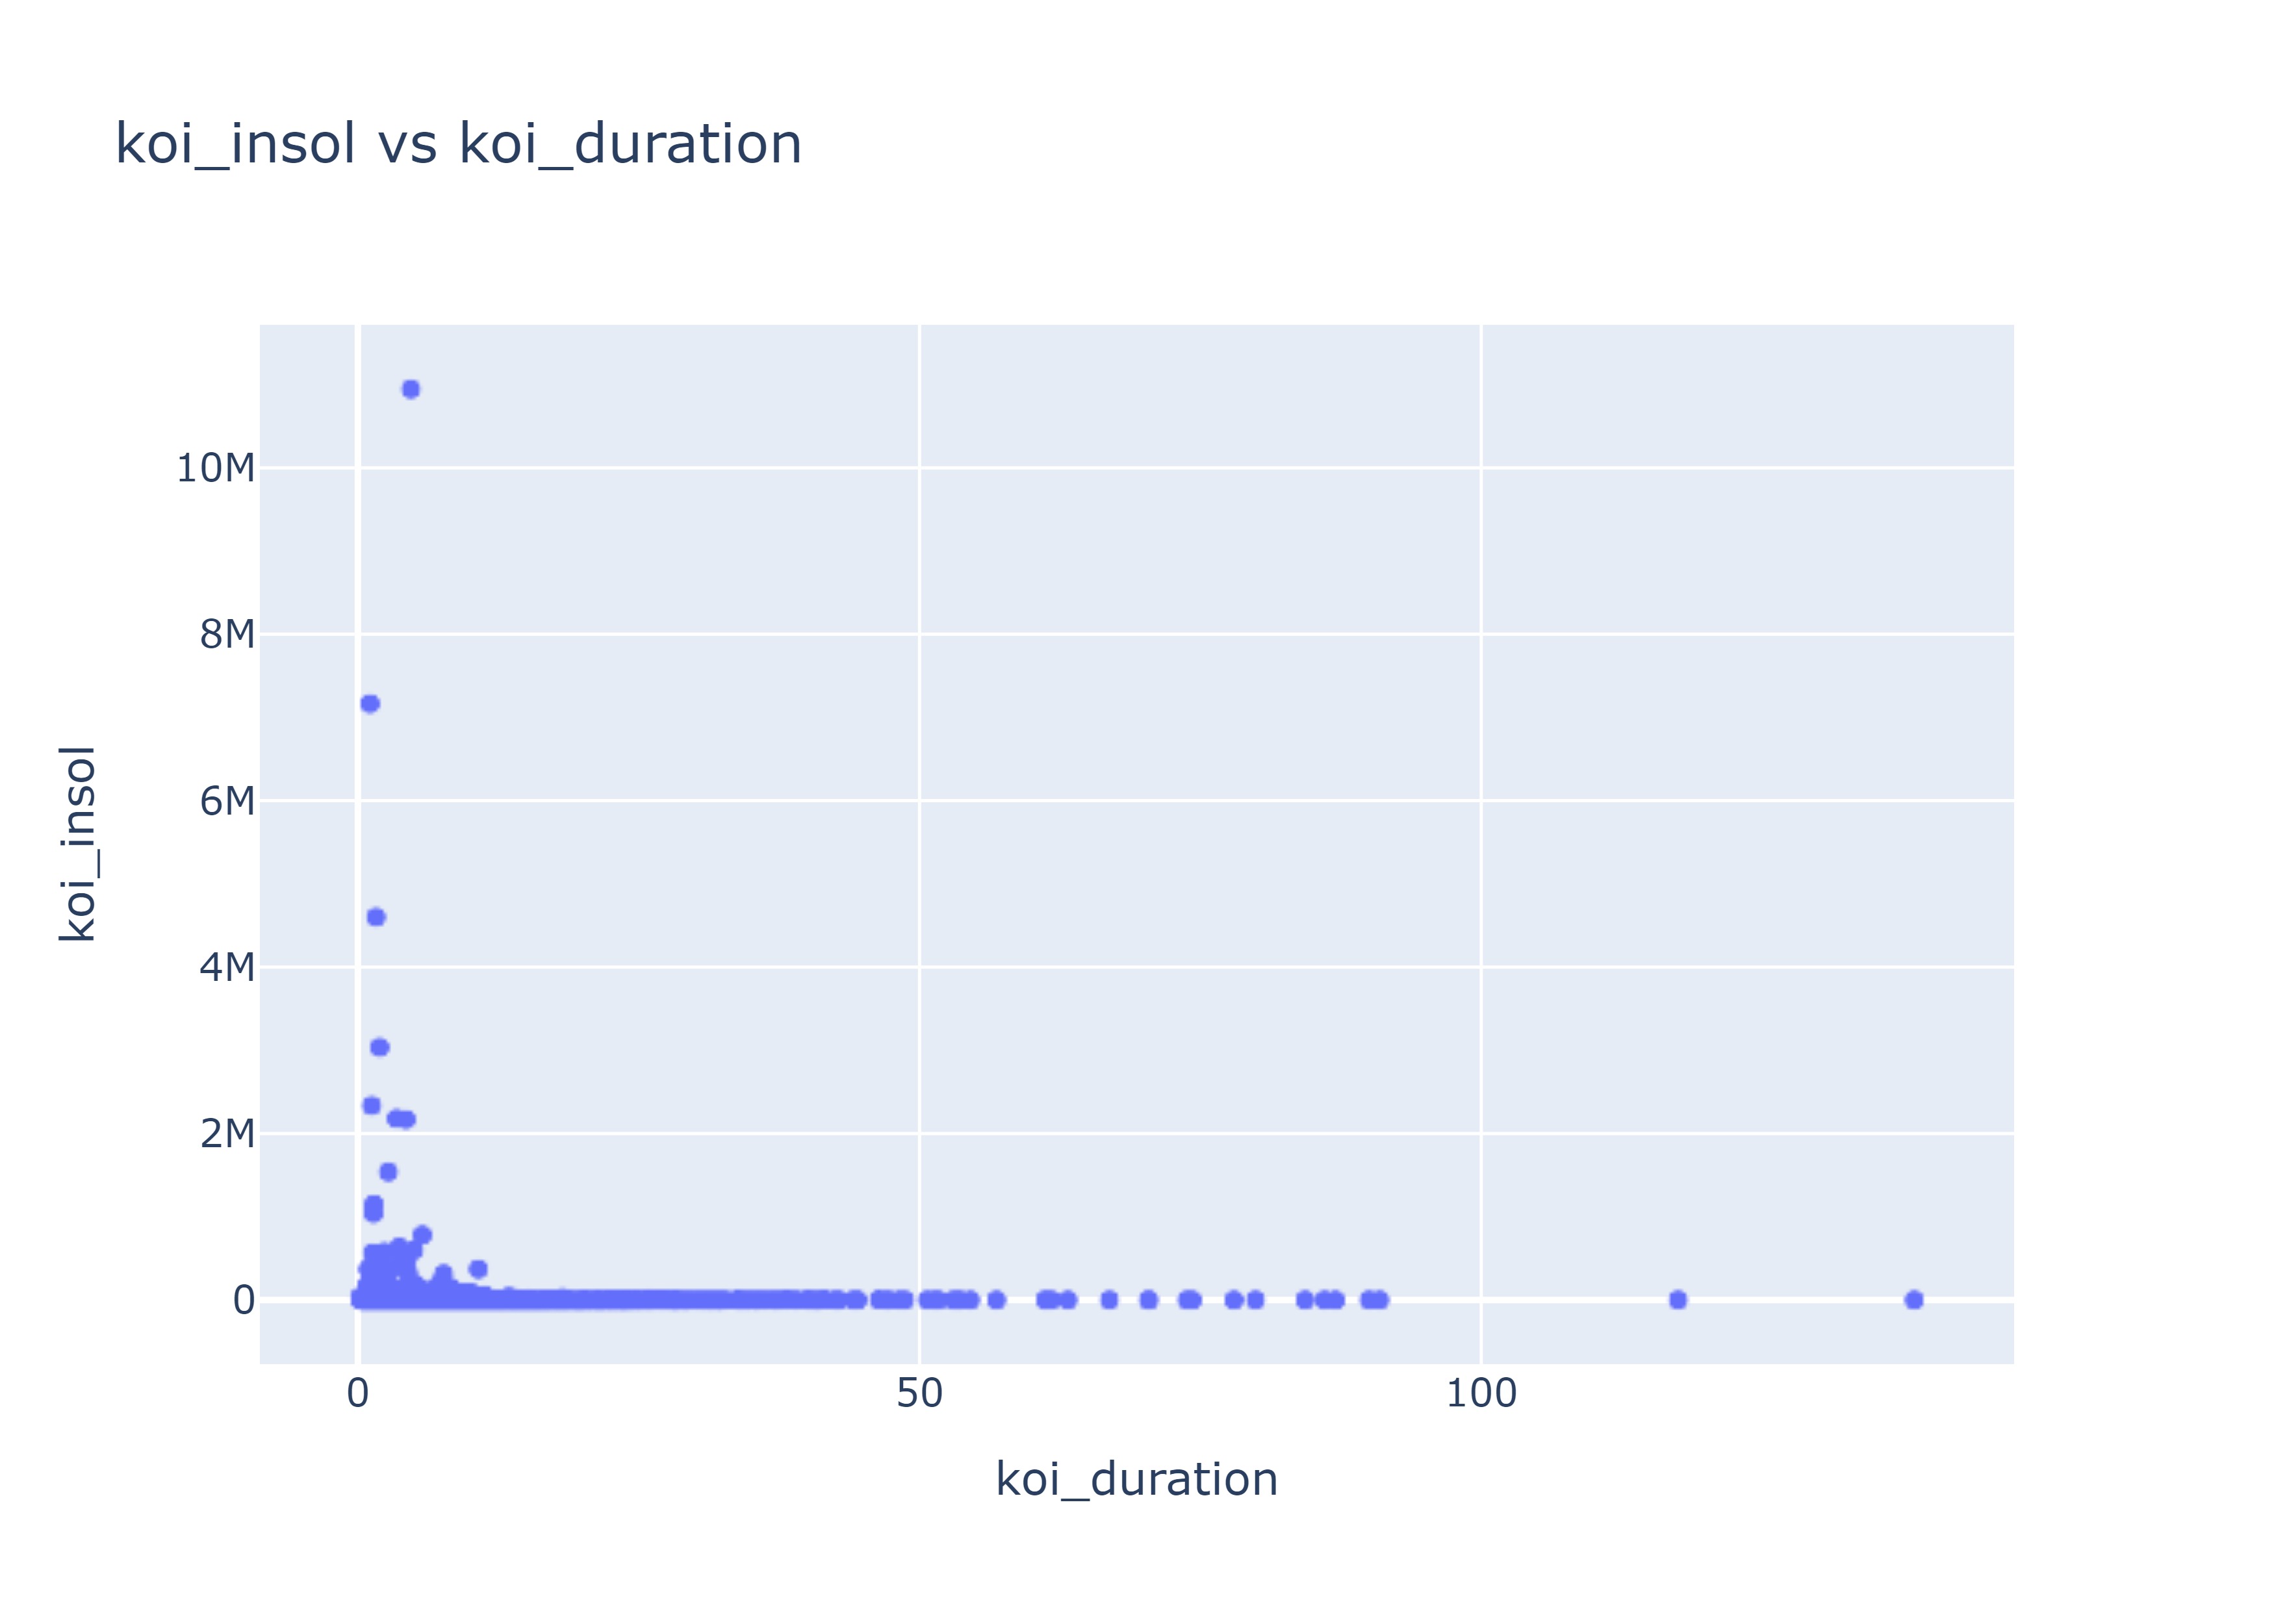 koi_insol vs koi_duration
10M
8M
6M
4M
2M
0
koi_insol
0 50 100
koi_duration